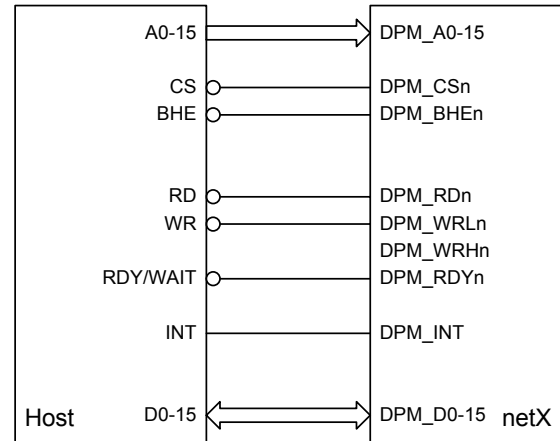 A0-15 DPM_A0-15
CS DPM_CSn
BHE DPM_BHEn
RD DPM_RDn
WR DPM_WRLn
DPM_WRHn
RDY/WAIT DPM_RDYn
INT DPM_INT
Host D0-15 DPM_D0-15 netX